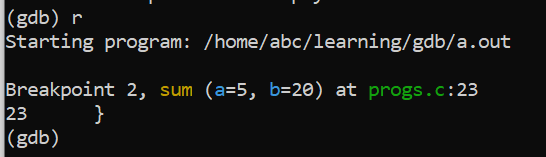 (gdb) r
Starting program: /home/abc/learning/gdb/a.out
Breakpoint 2, sum (a=5, b=20) at progs.c:23
23 }
(gdb)